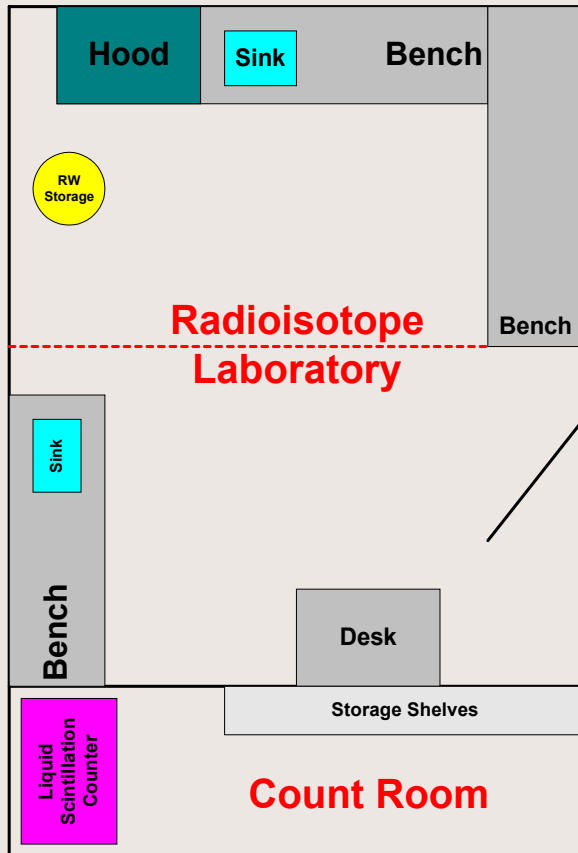 Hood
Sink
Bench
RW
Storage
Radioisotope
Bench
Laboratory
Sink
Bench
Desk
Storage Shelves
Liquid
Scintillation
Counter
Count Room